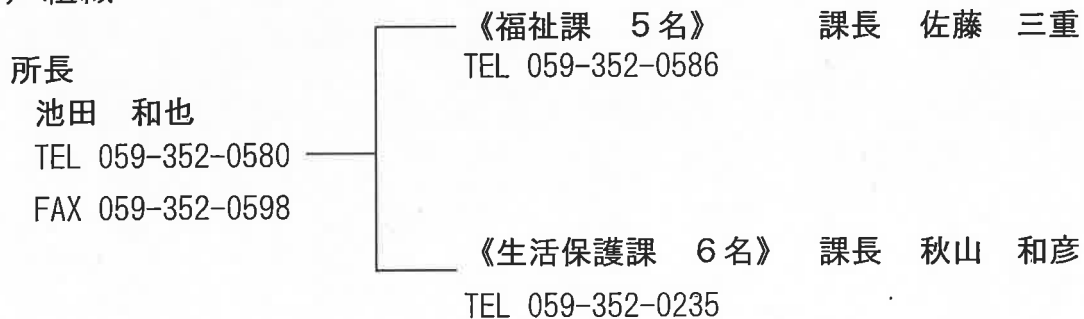 組織
《福祉課　５名》　　課長　佐藤　三重
TEL 059-352-0586
所長
池田　和也
TEL 059-352-0580
FAX 059-352-0598
《生活保護課　６名》　課長　秋山　和彦
TEL 059-352-0235